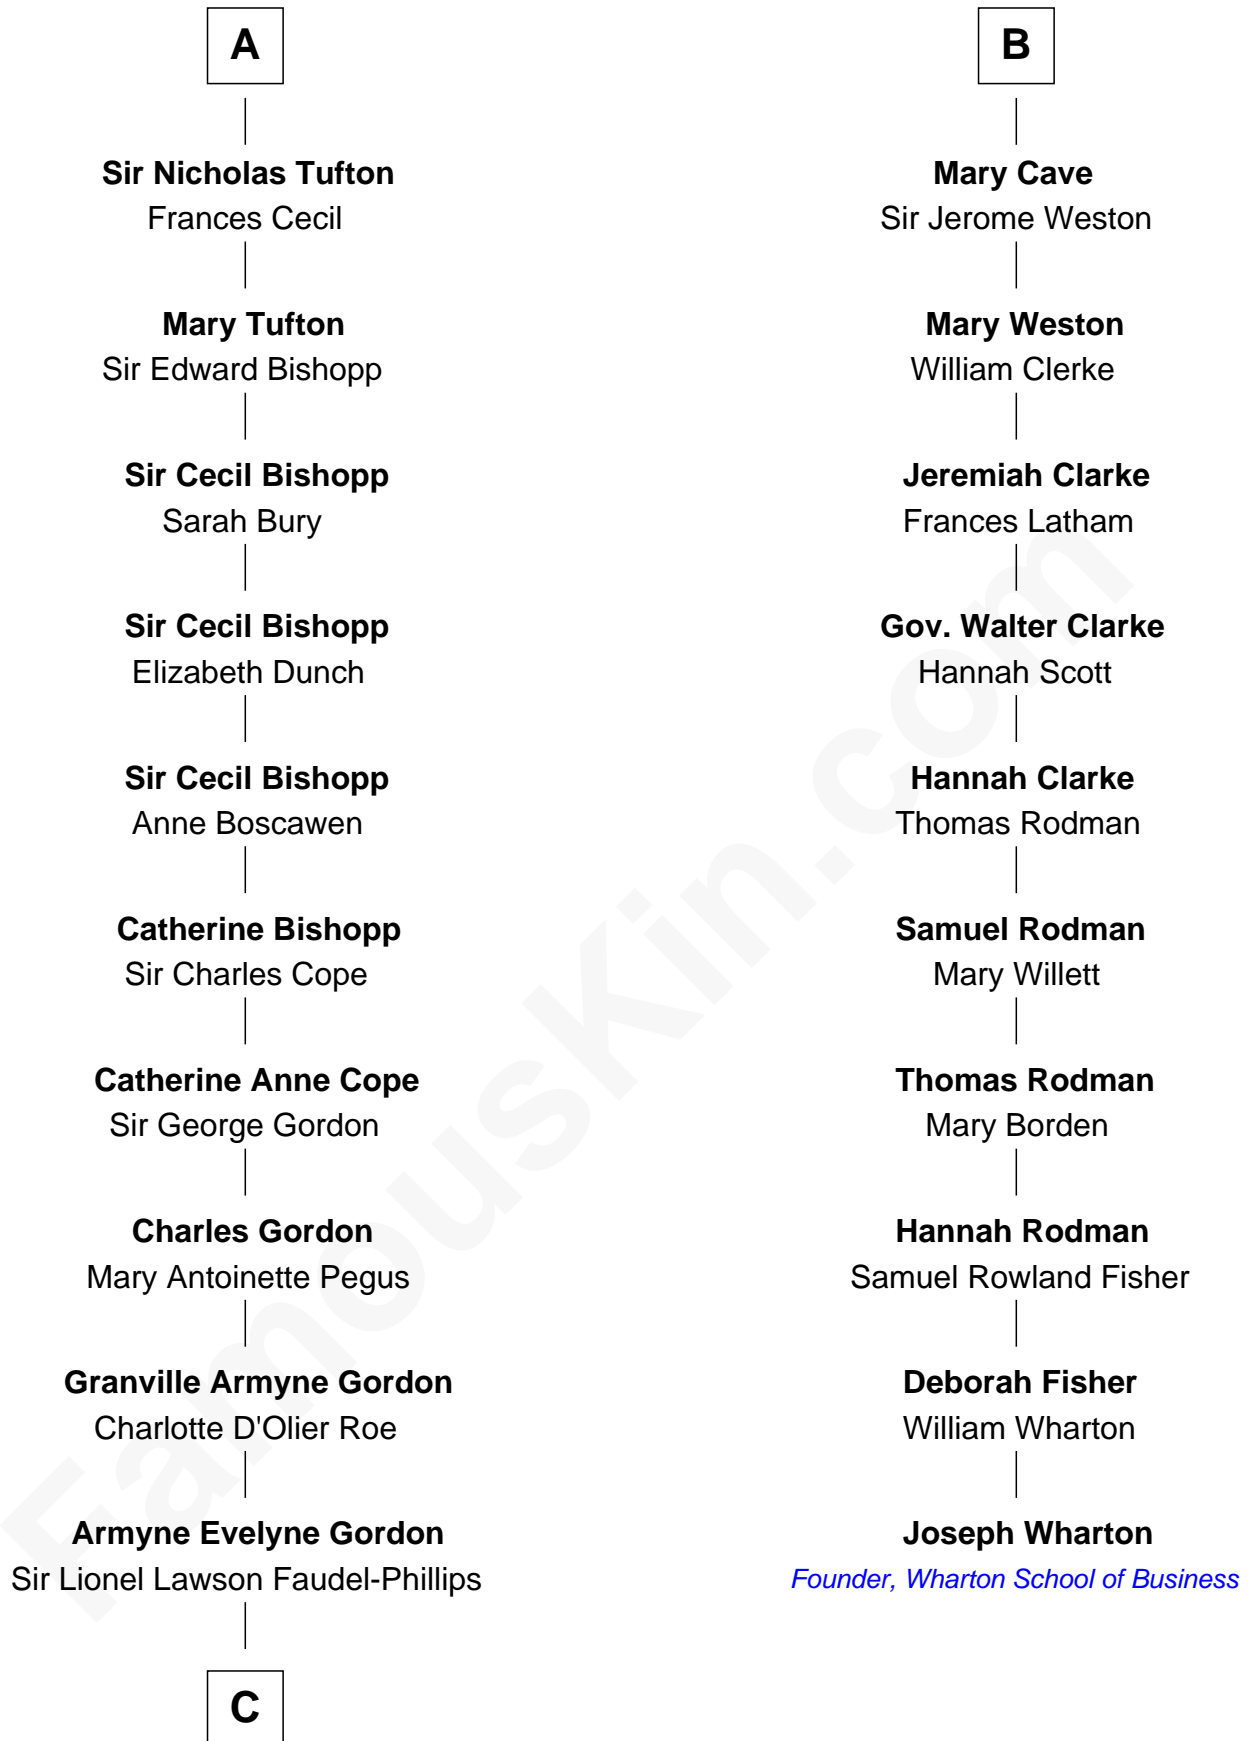 A
Sir Nicholas Tufton
Frances Cecil
Mary Tufton
Sir Edward Bishopp
Sir Cecil Bishopp
Sarah Bury
Sir Cecil Bishopp
Elizabeth Dunch
Sir Cecil Bishopp
Anne Boscawen
Catherine Bishopp
Sir Charles Cope
Catherine Anne Cope
Sir George Gordon
Charles Gordon
Mary Antoinette Pegus
Granville Armyne Gordon
Charlotte D'Olier Roe
Armyne Evelyne Gordon
Sir Lionel Lawson Faudel-Phillips
C
B
Mary Cave
Sir Jerome Weston
Mary Weston
William Clerke
Jeremiah Clarke
Frances Latham
Gov. Walter Clarke
Hannah Scott
Hannah Clarke
Thomas Rodman
Samuel Rodman
Mary Willett
Thomas Rodman
Mary Borden
Hannah Rodman
Samuel Rowland Fisher
Deborah Fisher
William Wharton
Joseph Wharton
Founder, Wharton School of Business
FamousKin.com